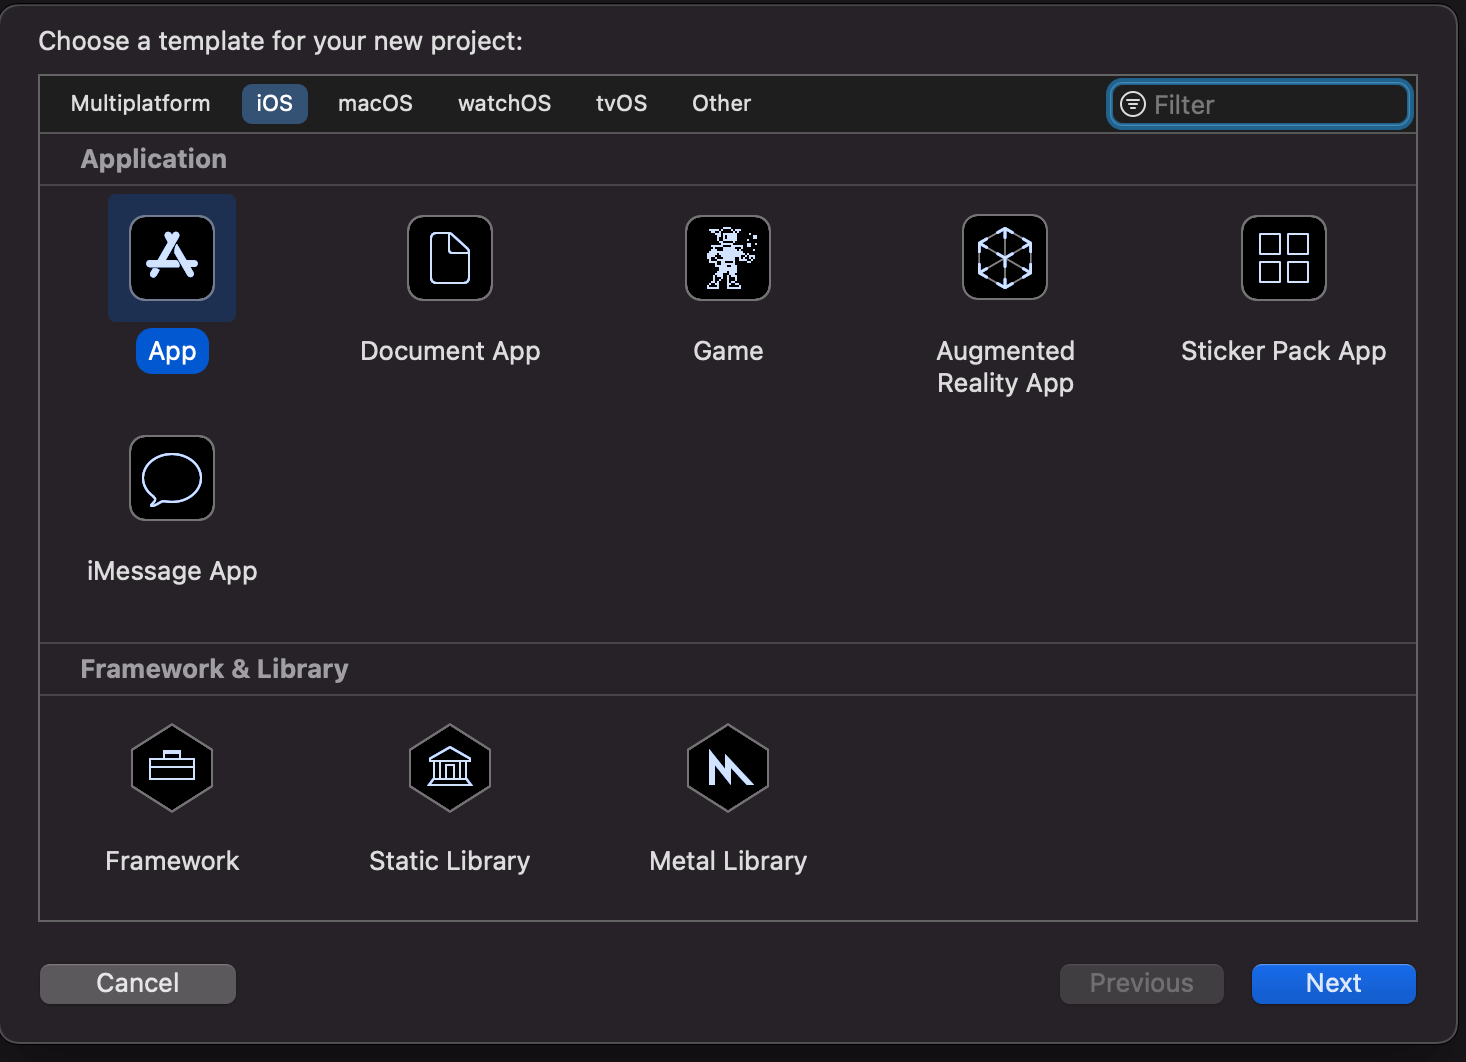 Choose a template for your new project:
Multiplatform iOS macOS watchOS tvOS Other Filter
Application
App Document App Game Augmented Reality App Sticker Pack App
iMessage App
Framework & Library
Framework Static Library Metal Library
Cancel Previous Next